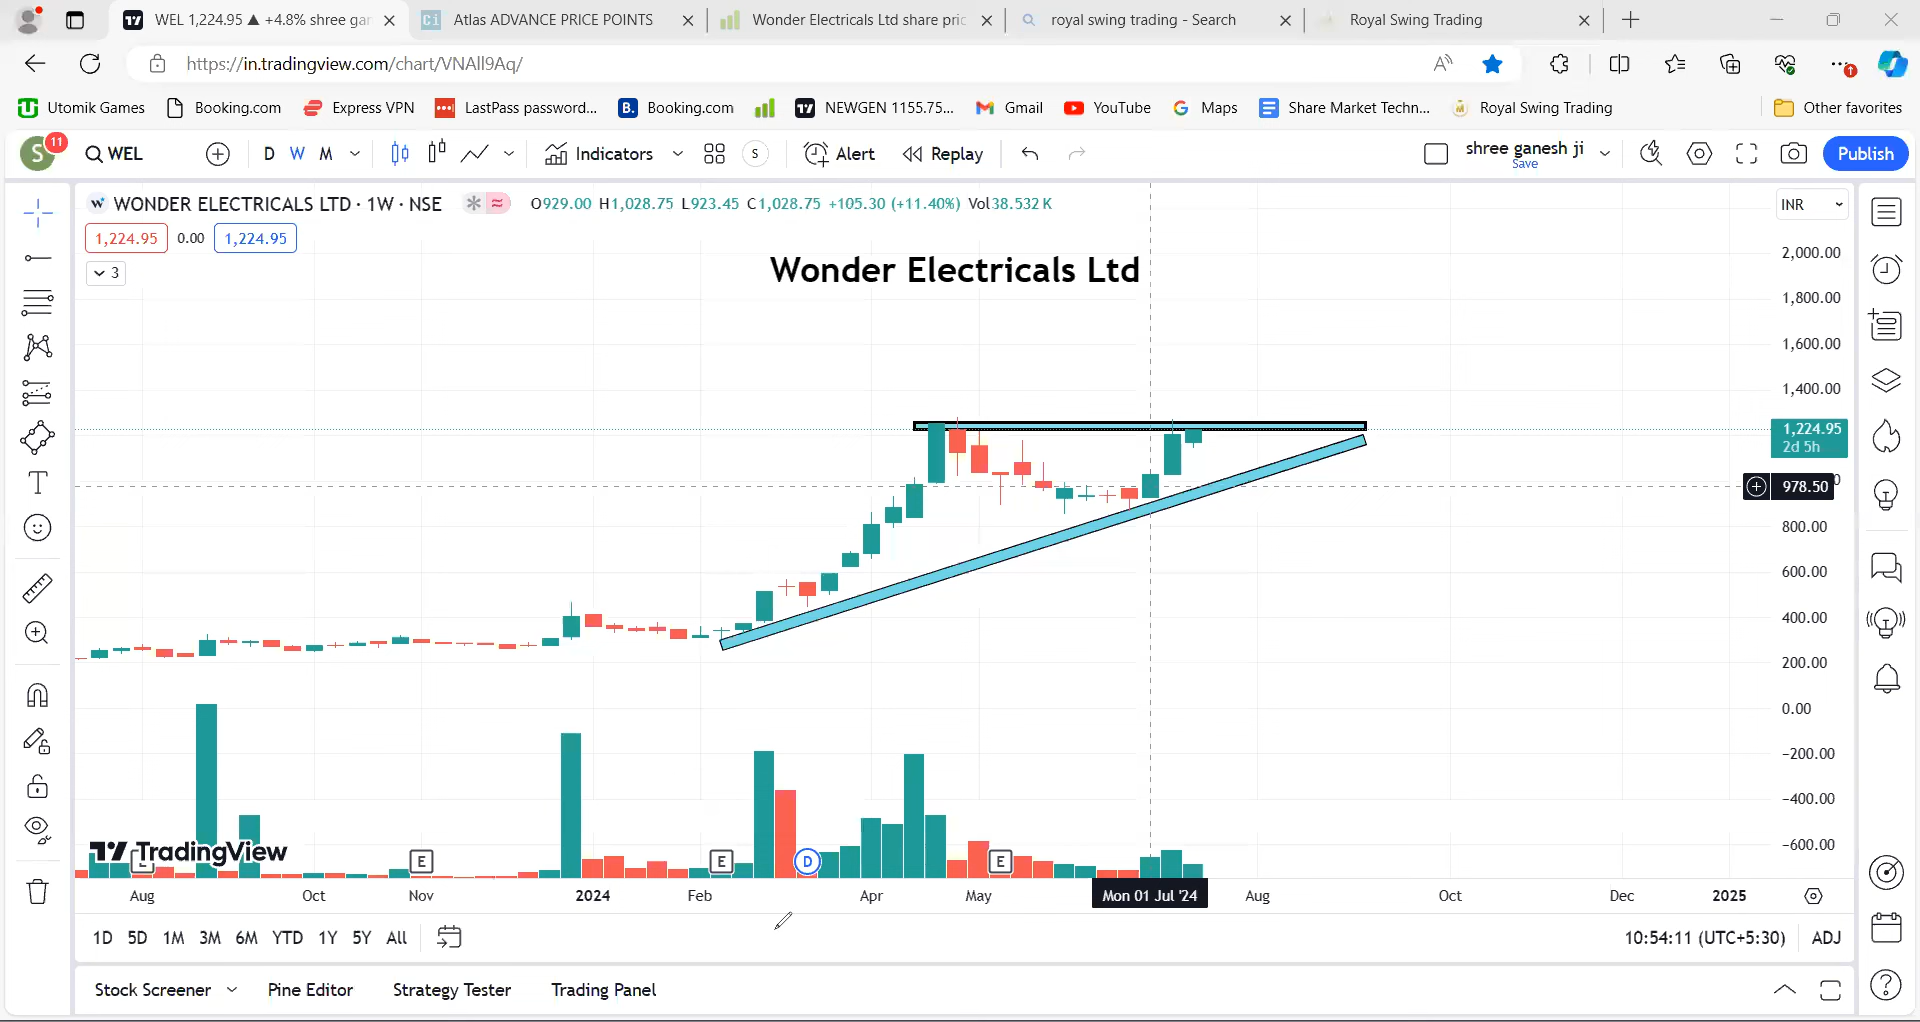 WEL 1,224.95 ▲ +4.8% shree gar
Atlas ADVANCE PRICE POINTS
Wonder Electricals Ltd share pric
royal swing trading - Search
Royal Swing Trading
https://in.tradingview.com/chart/VNAll9Aq/
Utomik Games
Booking.com
Express VPN
LastPass password...
Booking.com
NEWGEN 1155.75...
Gmail
YouTube
Maps
Share Market Techn...
Royal Swing Trading
Other favorites
S 11
WEL
D W M
Indicators
S
Alert
Replay
shree ganesh ji
Save
Publish
WONDER ELECTRICALS LTD · 1W · NSE
O929.00 H1,028.75 L923.45 C1,028.75 +105.30 (+11.40%) Vol38.532 K
INR
1,224.95 0.00 1,224.95
3
Wonder Electricals Ltd
2,000.00
1,800.00
1,600.00
1,400.00
1,224.95
2d 5h
978.50
800.00
600.00
400.00
200.00
0.00
−200.00
−400.00
−600.00
TradingView
E E E D E
Aug Oct Nov 2024 Feb Apr May Mon 01 Jul '24 Aug Oct Dec 2025
1D 5D 1M 3M 6M YTD 1Y 5Y All
10:54:11 (UTC+5:30) ADJ
Stock Screener Pine Editor Strategy Tester Trading Panel